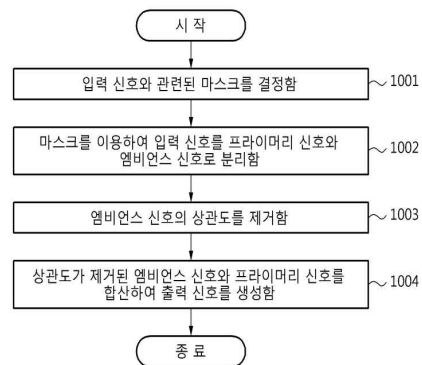 시 작
입력 신호와 관련된 마스크를 결정함
1001
마스크를 이용하여 입력 신호를 프라이머리 신호와
엠비언스 신호로 분리함
1002
엠비언스 신호의 상관도를 제거함
1003
상관도가 제거된 엠비언스 신호와 프라이머리 신호를
합산하여 출력 신호를 생성함
1004
종 료